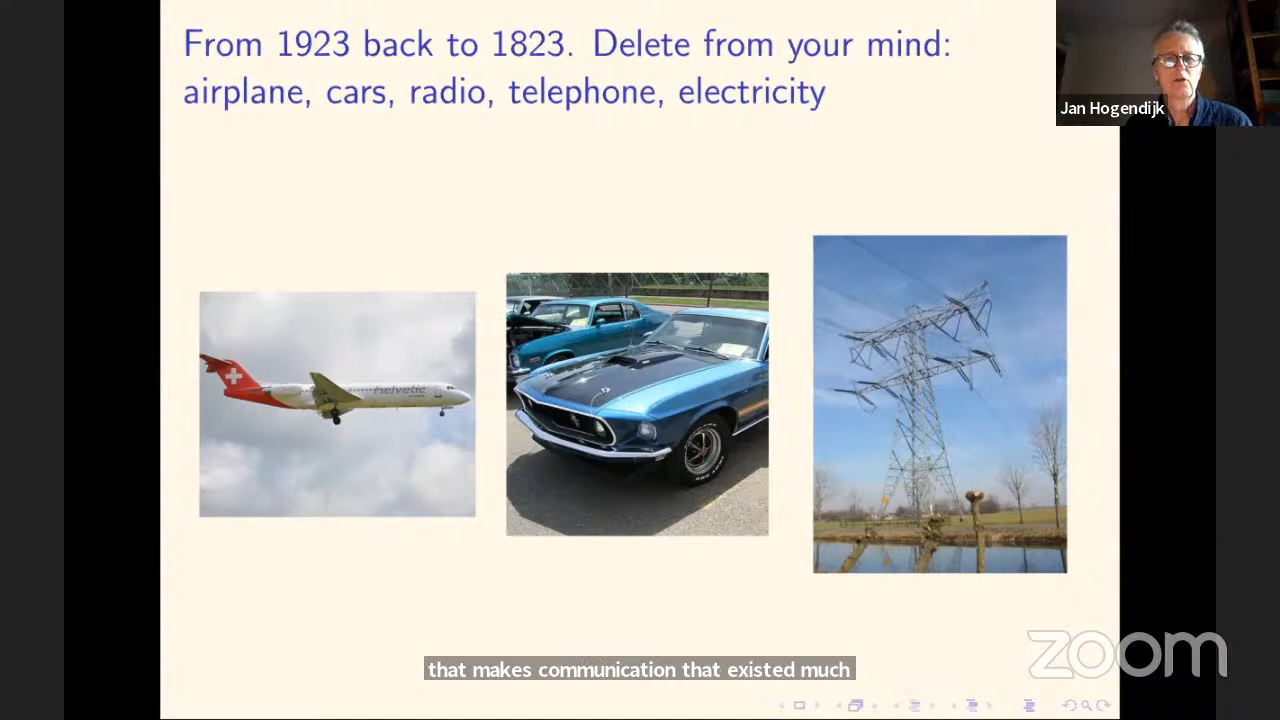 From 1923 back to 1823. Delete from your mind:
airplane, cars, radio, telephone, electricity
Jan Hogendijk
helvetic
that makes communication that existed much
zoom